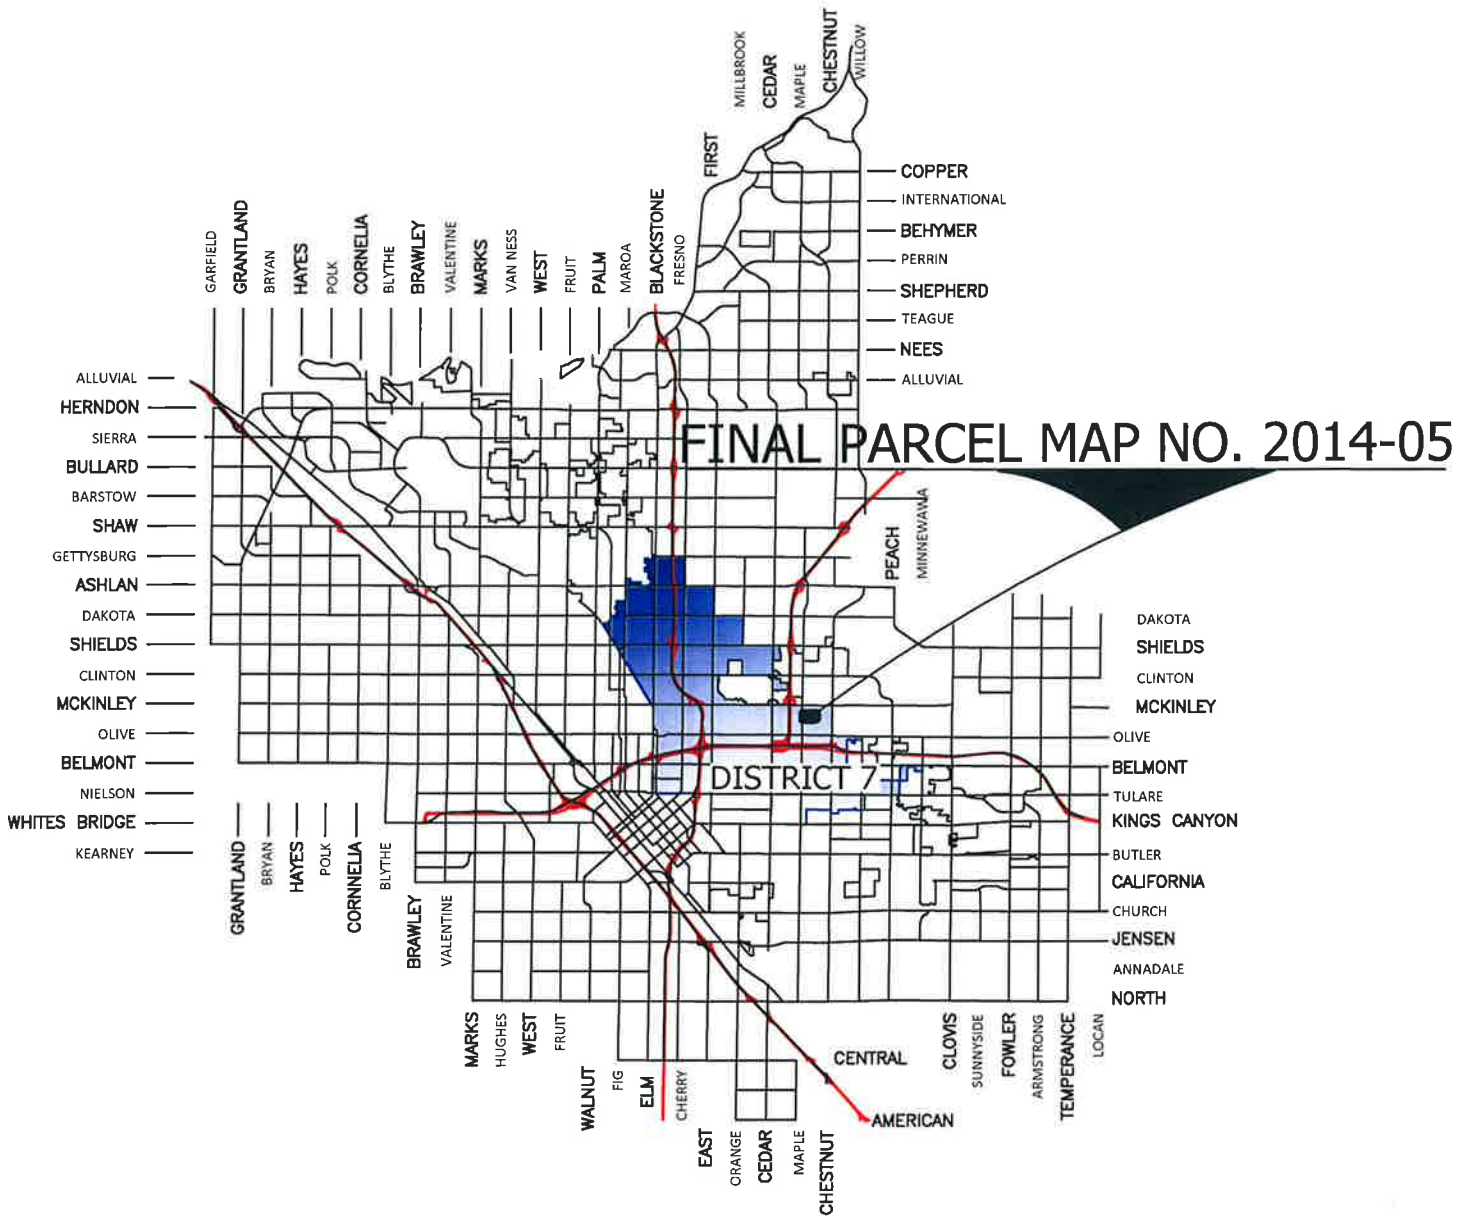 MILLBROOK
CEDAR
MAPLE
CHESTNUT
WILLOW
FIRST
COPPER
INTERNATIONAL
BEHYMER
PERRIN
SHEPHERD
TEAGUE
NEES
ALLUVIAL
GARFIELD
GRANTLAND
BRYAN
HAYES
POLK
CORNELIA
BLYTHE
BRAWLEY
VALENTINE
MARKS
VAN NESS
WEST
FRUIT
PALM
MAROA
BLACKSTONE
FRESNO
ALLUVIAL
HERNDON
SIERRA
BULLARD
BARSTOW
SHAW
GETTYSBURG
ASHLAN
DAKOTA
SHIELDS
CLINTON
MCKINLEY
OLIVE
BELMONT
NIELSON
WHITES BRIDGE
KEARNEY
FINAL PARCEL MAP NO. 2014-05
PEACH
MINNEWAWA
DAKOTA
SHIELDS
CLINTON
MCKINLEY
OLIVE
BELMONT
TULARE
KINGS CANYON
BUTLER
CALIFORNIA
CHURCH
JENSEN
ANNADALE
NORTH
DISTRICT 7
GRANTLAND
BRYAN
HAYES
POLK
CORNNELIA
BLYTHE
BRAWLEY
VALENTINE
MARKS
HUGHES
WEST
FRUIT
WALNUT
FIG
ELM
CHERRY
EAST
ORANGE
CEDAR
MAPLE
CHESTNUT
CENTRAL
AMERICAN
CLOVIS
SUNNYSIDE
FOWLER
ARMSTRONG
TEMPERANCE
LOCAN